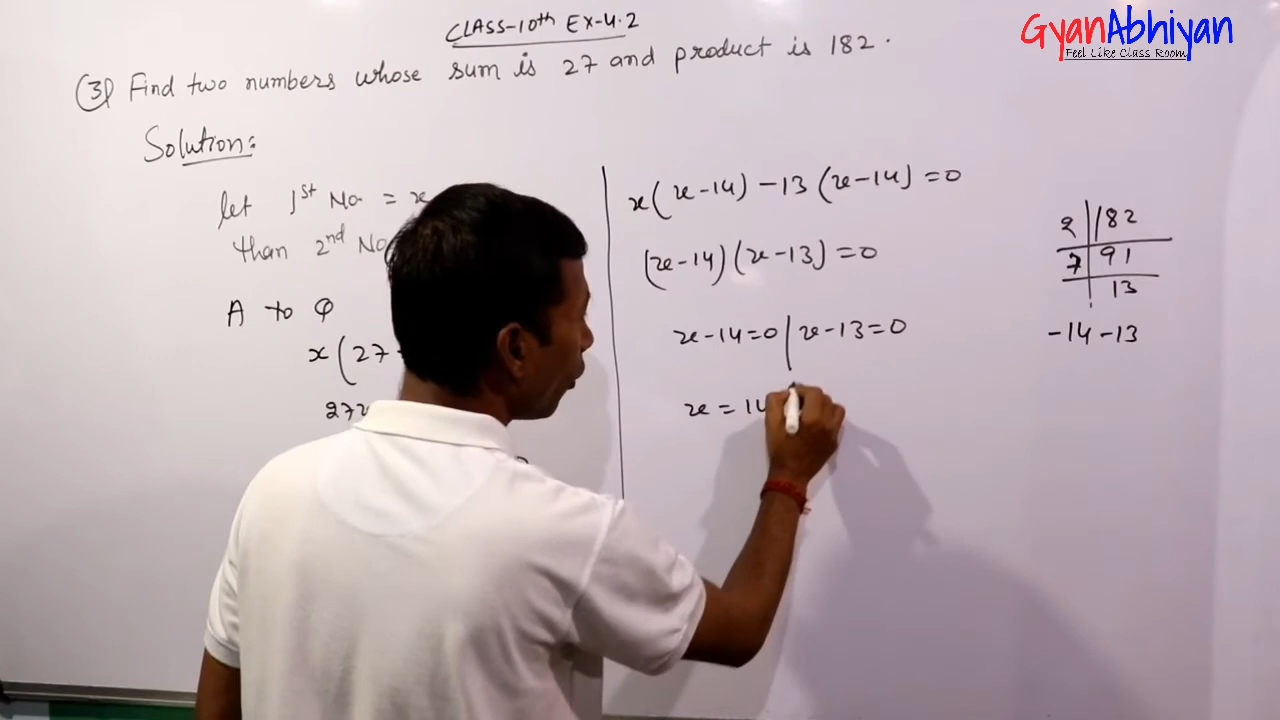 CLASS-10th EX-4.2
GyanAbhiyan
Feel Like Class Room
(3) Find two numbers whose sum is 27 and product is 182.
Solution:
let 1st No. = x
than 2nd No
A to Q
x(27
27x
x(x-14) -13(x-14) = 0
(x-14)(x-13) = 0
x-14=0 | x-13=0
x = 14
2 | 182
7 | 91
13
-14 -13